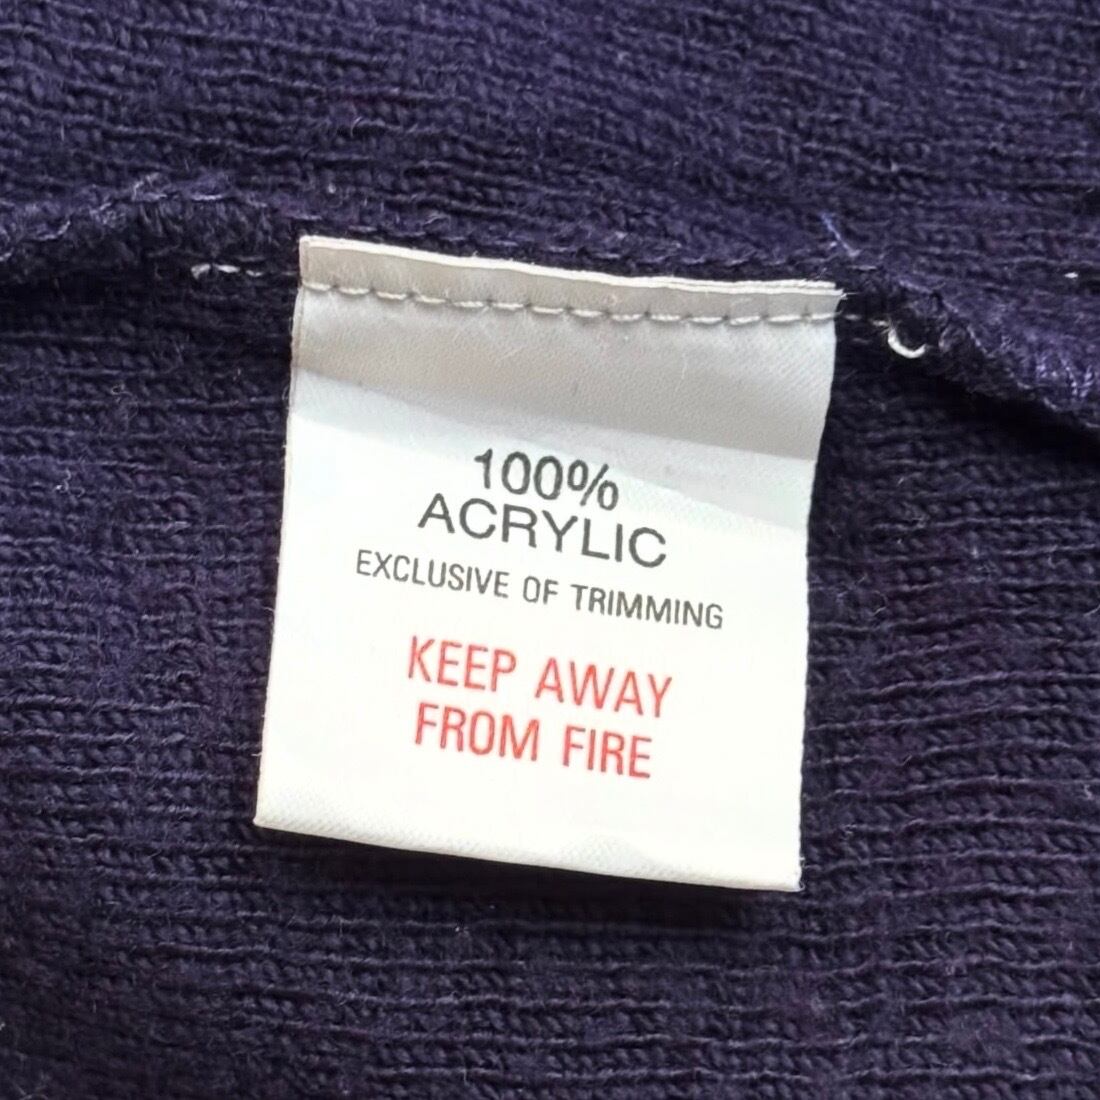 100%
ACRYLIC
EXCLUSIVE OF TRIMMING
KEEP AWAY
FROM FIRE